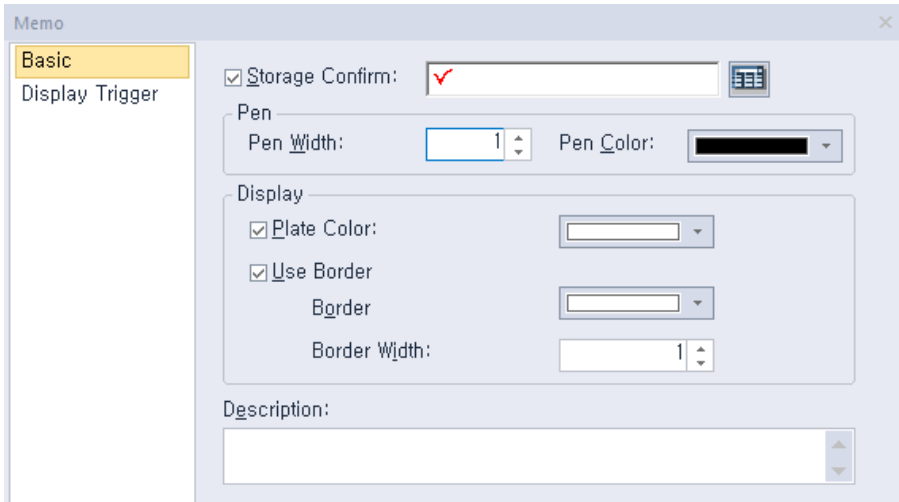 Memo
Basic
Display Trigger
Storage Confirm:
Pen
Pen Width: 1 Pen Color:
Display
Plate Color:
Use Border
Border
Border Width: 1
Description: